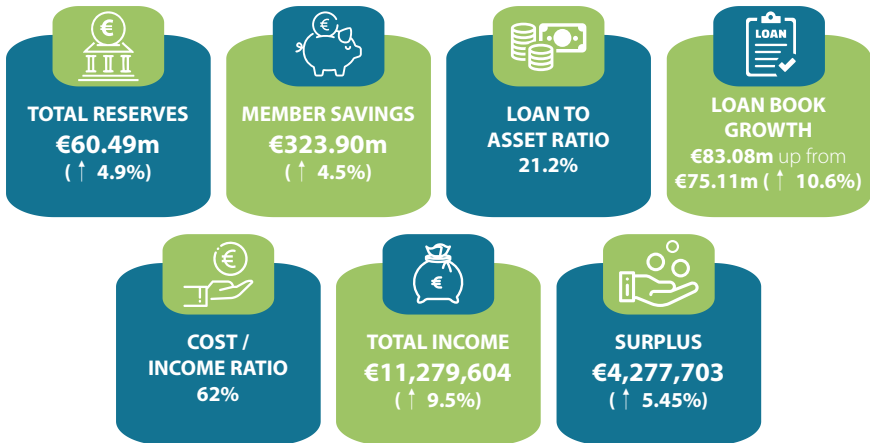 LOAN
TOTAL RESERVES
€60.49m
( ↑ 4.9%)
MEMBER SAVINGS
€323.90m
( ↑ 4.5%)
LOAN TO
ASSET RATIO
21.2%
LOAN BOOK
GROWTH
€83.08m up from
€75.11m ( ↑ 10.6%)
COST /
INCOME RATIO
62%
TOTAL INCOME
€11,279,604
( ↑ 9.5%)
SURPLUS
€4,277,703
( ↑ 5.45%)